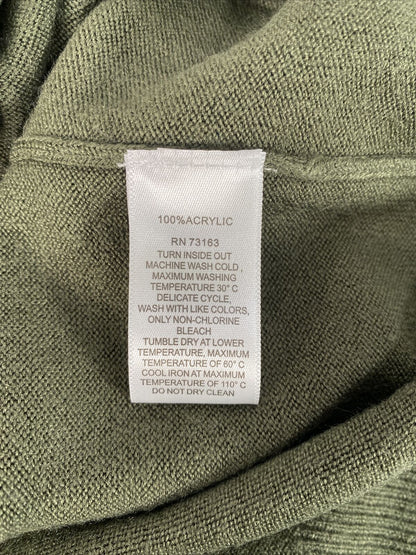 100%ACRYLIC
RN 73163
TURN INSIDE OUT
MACHINE WASH COLD ,
MAXIMUM WASHING
TEMPERATURE 30° C
DELICATE CYCLE,
WASH WITH LIKE COLORS,
ONLY NON-CHLORINE
BLEACH
TUMBLE DRY AT LOWER
TEMPERATURE, MAXIMUM
TEMPERATURE OF 60° C
COOL IRON AT MAXIMUM
TEMPERATURE OF 110° C
DO NOT DRY CLEAN